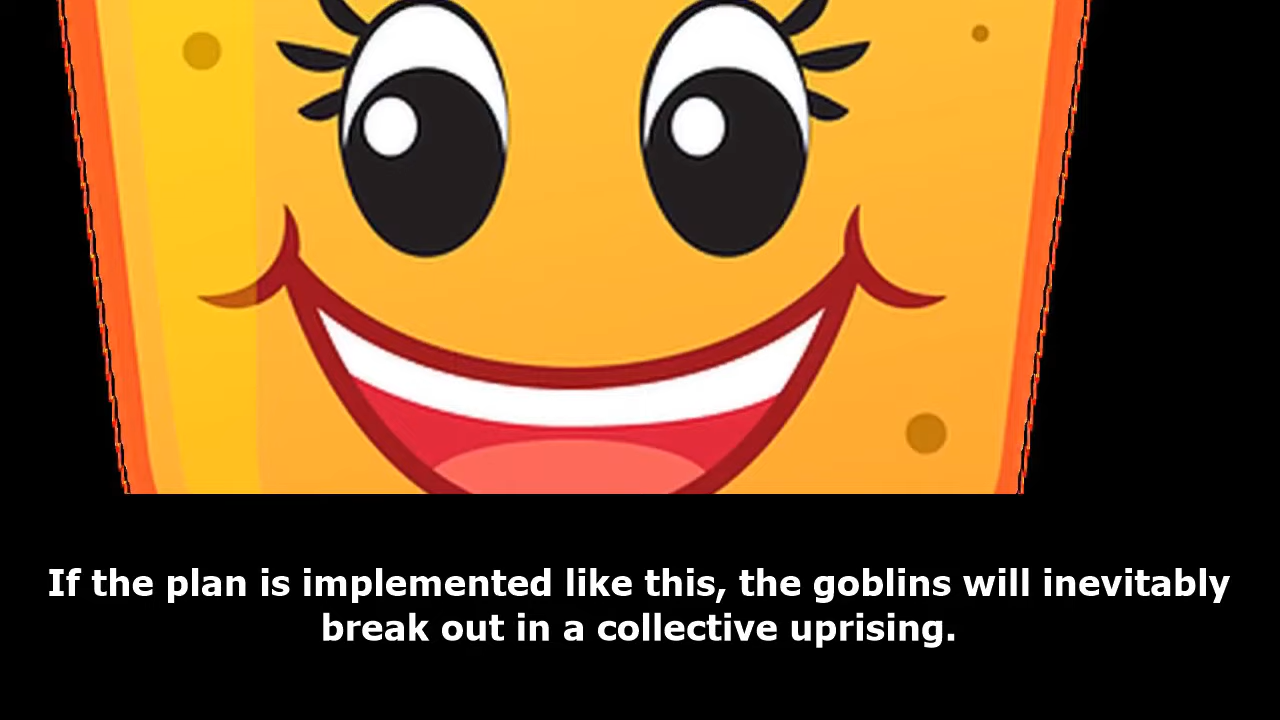 If the plan is implemented like this, the goblins will inevitably
break out in a collective uprising.